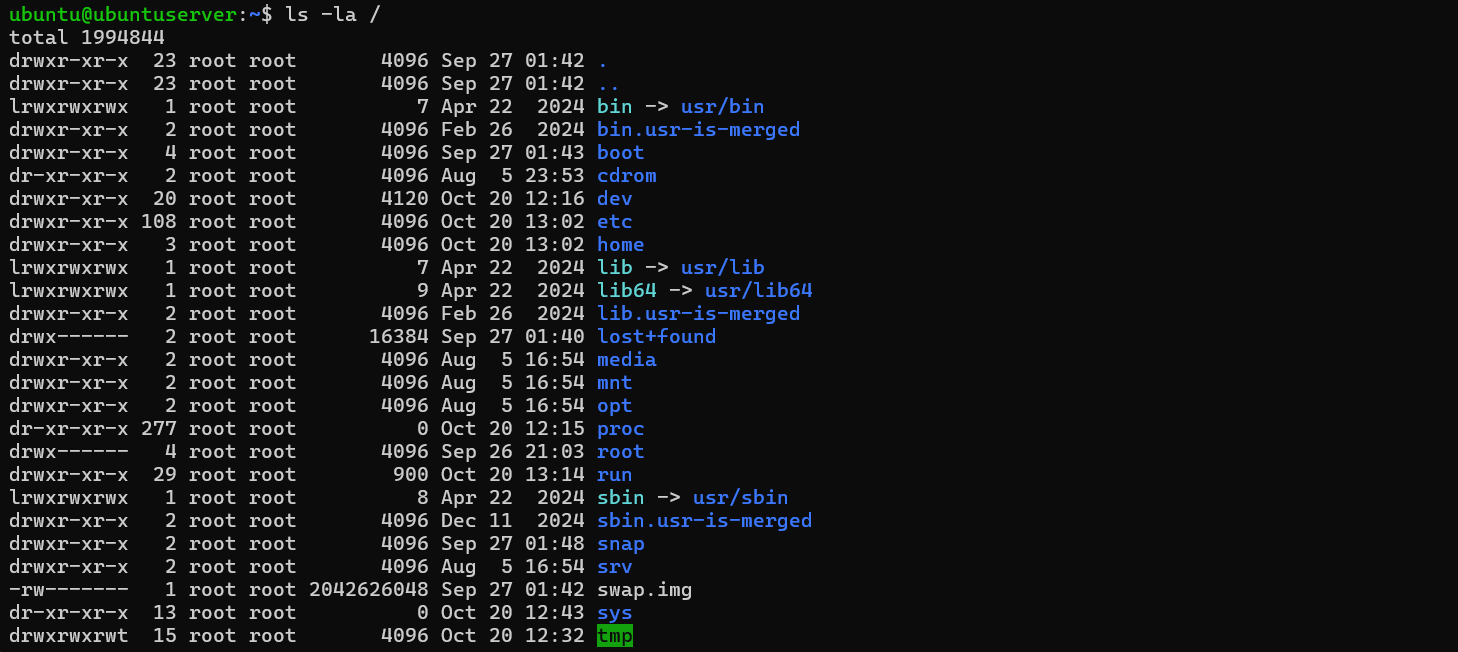 ubuntu@ubuntuserver:~$ ls -la /
total 1994844
drwxr-xr-x  23 root root       4096 Sep 27 01:42 .
drwxr-xr-x  23 root root       4096 Sep 27 01:42 ..
lrwxrwxrwx   1 root root          7 Apr 22  2024 bin -> usr/bin
drwxr-xr-x   2 root root       4096 Feb 26  2024 bin.usr-is-merged
drwxr-xr-x   4 root root       4096 Sep 27 01:43 boot
dr-xr-xr-x   2 root root       4096 Aug  5 23:53 cdrom
drwxr-xr-x  20 root root       4120 Oct 20 12:16 dev
drwxr-xr-x 108 root root       4096 Oct 20 13:02 etc
drwxr-xr-x   3 root root       4096 Oct 20 13:02 home
lrwxrwxrwx   1 root root          7 Apr 22  2024 lib -> usr/lib
lrwxrwxrwx   1 root root          9 Apr 22  2024 lib64 -> usr/lib64
drwxr-xr-x   2 root root       4096 Feb 26  2024 lib.usr-is-merged
drwx------   2 root root      16384 Sep 27 01:40 lost+found
drwxr-xr-x   2 root root       4096 Aug  5 16:54 media
drwxr-xr-x   2 root root       4096 Aug  5 16:54 mnt
drwxr-xr-x   2 root root       4096 Aug  5 16:54 opt
dr-xr-xr-x 277 root root          0 Oct 20 12:15 proc
drwx------   4 root root       4096 Sep 26 21:03 root
drwxr-xr-x  29 root root        900 Oct 20 13:14 run
lrwxrwxrwx   1 root root          8 Apr 22  2024 sbin -> usr/sbin
drwxr-xr-x   2 root root       4096 Dec 11  2024 sbin.usr-is-merged
drwxr-xr-x   2 root root       4096 Sep 27 01:48 snap
drwxr-xr-x   2 root root       4096 Aug  5 16:54 srv
-rw-------   1 root root 2042626048 Sep 27 01:42 swap.img
dr-xr-xr-x  13 root root          0 Oct 20 12:43 sys
drwxrwxrwt  15 root root       4096 Oct 20 12:32 tmp